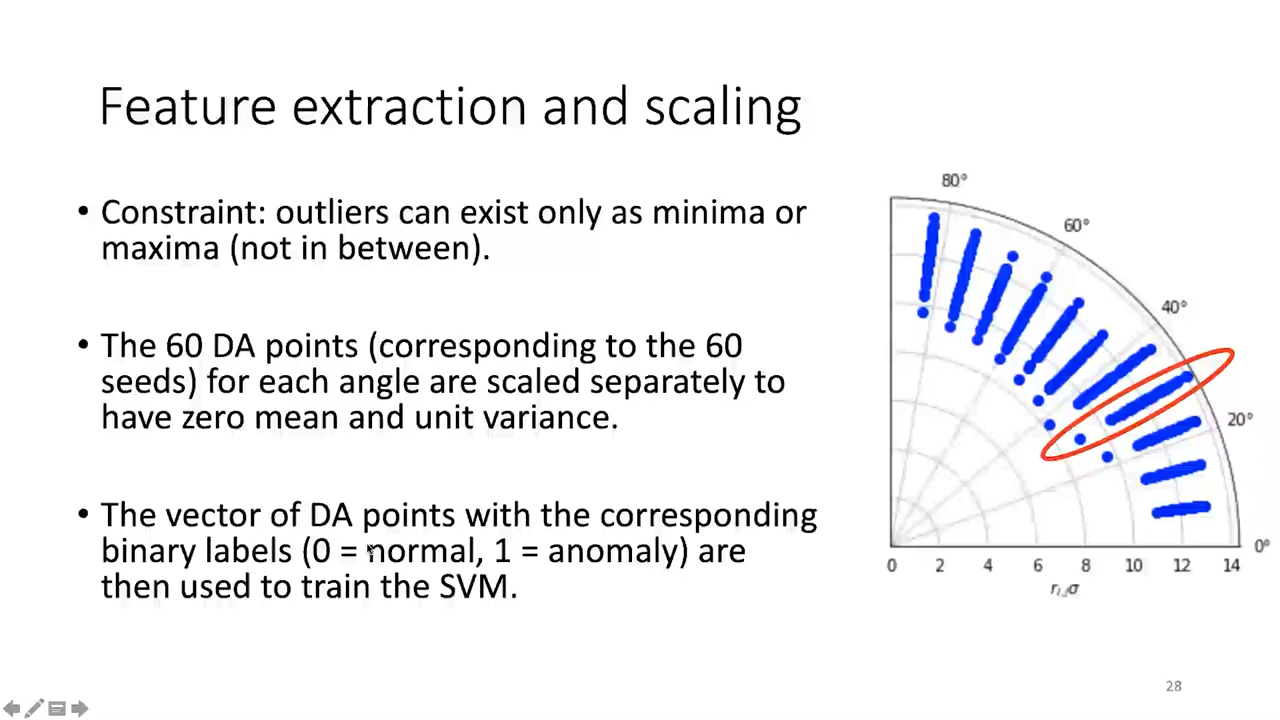 Feature extraction and scaling
• Constraint: outliers can exist only as minima or
maxima (not in between).
• The 60 DA points (corresponding to the 60
seeds) for each angle are scaled separately to
have zero mean and unit variance.
• The vector of DA points with the corresponding
binary labels (0 = normal, 1 = anomaly) are
then used to train the SVM.
80°
60°
40°
20°
0°
0 2 4 6 8 10 12 14
28